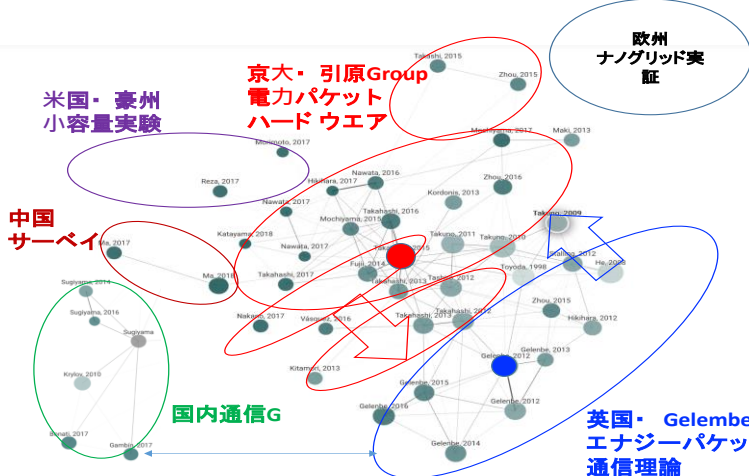 欧州
ナノグリッド実
証
京大・ 引原Group
電力パケット
ハードウエア
米国・ 豪州
小容量実験
中国
サーベイ
国内通信G
英国・ Gelembe
エナジーパケッ
通信理論
Takashi, 2015
Zhou, 2015
Mochiyama, 2017
Maki, 2013
Morimoto, 2017
Reza, 2017
Hikihara, 2017
Nawata, 2016
Zhou, 2016
Kordonis, 2013
Nawata, 2017
Mochiyama, 2015
Takahashi, 2016
Takuno, 2009
Katayama, 2018
Nawata, 2017
Takuno, 2011
Takuno, 2010
Ma, 2017
Fujii, 2014
Toyoda, 1998
Ma, 2018
Takahashi, 2017
Takahashi, 2013
Sugiyama, 2014
Sugiyama, 2016
Sugiyama
Nakano, 2017
Vásquez, 2016
Takahashi, 2013
Takahashi, 2012
Zhou, 2015
Hikihara, 2012
Krylov, 2010
Kitamori, 2013
Gelenbe, 2012
Gelenbe, 2013
Gelenbe, 2015
Gelenbe, 2016
Gelenbe, 2012
Bonati, 2017
Gambin, 2017
Gelenbe, 2014